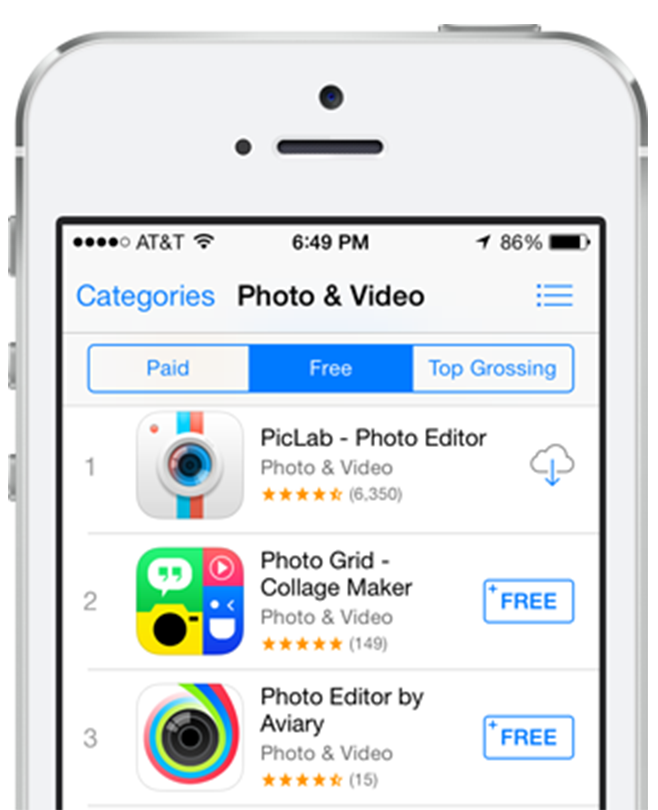 AT&T 6:49 PM 86%
Categories Photo & Video
Paid Free Top Grossing
1 PicLab - Photo Editor
Photo & Video
(6,350)
2 Photo Grid -
Collage Maker
Photo & Video
(149)
+ FREE
3 Photo Editor by
Aviary
Photo & Video
(15)
+ FREE